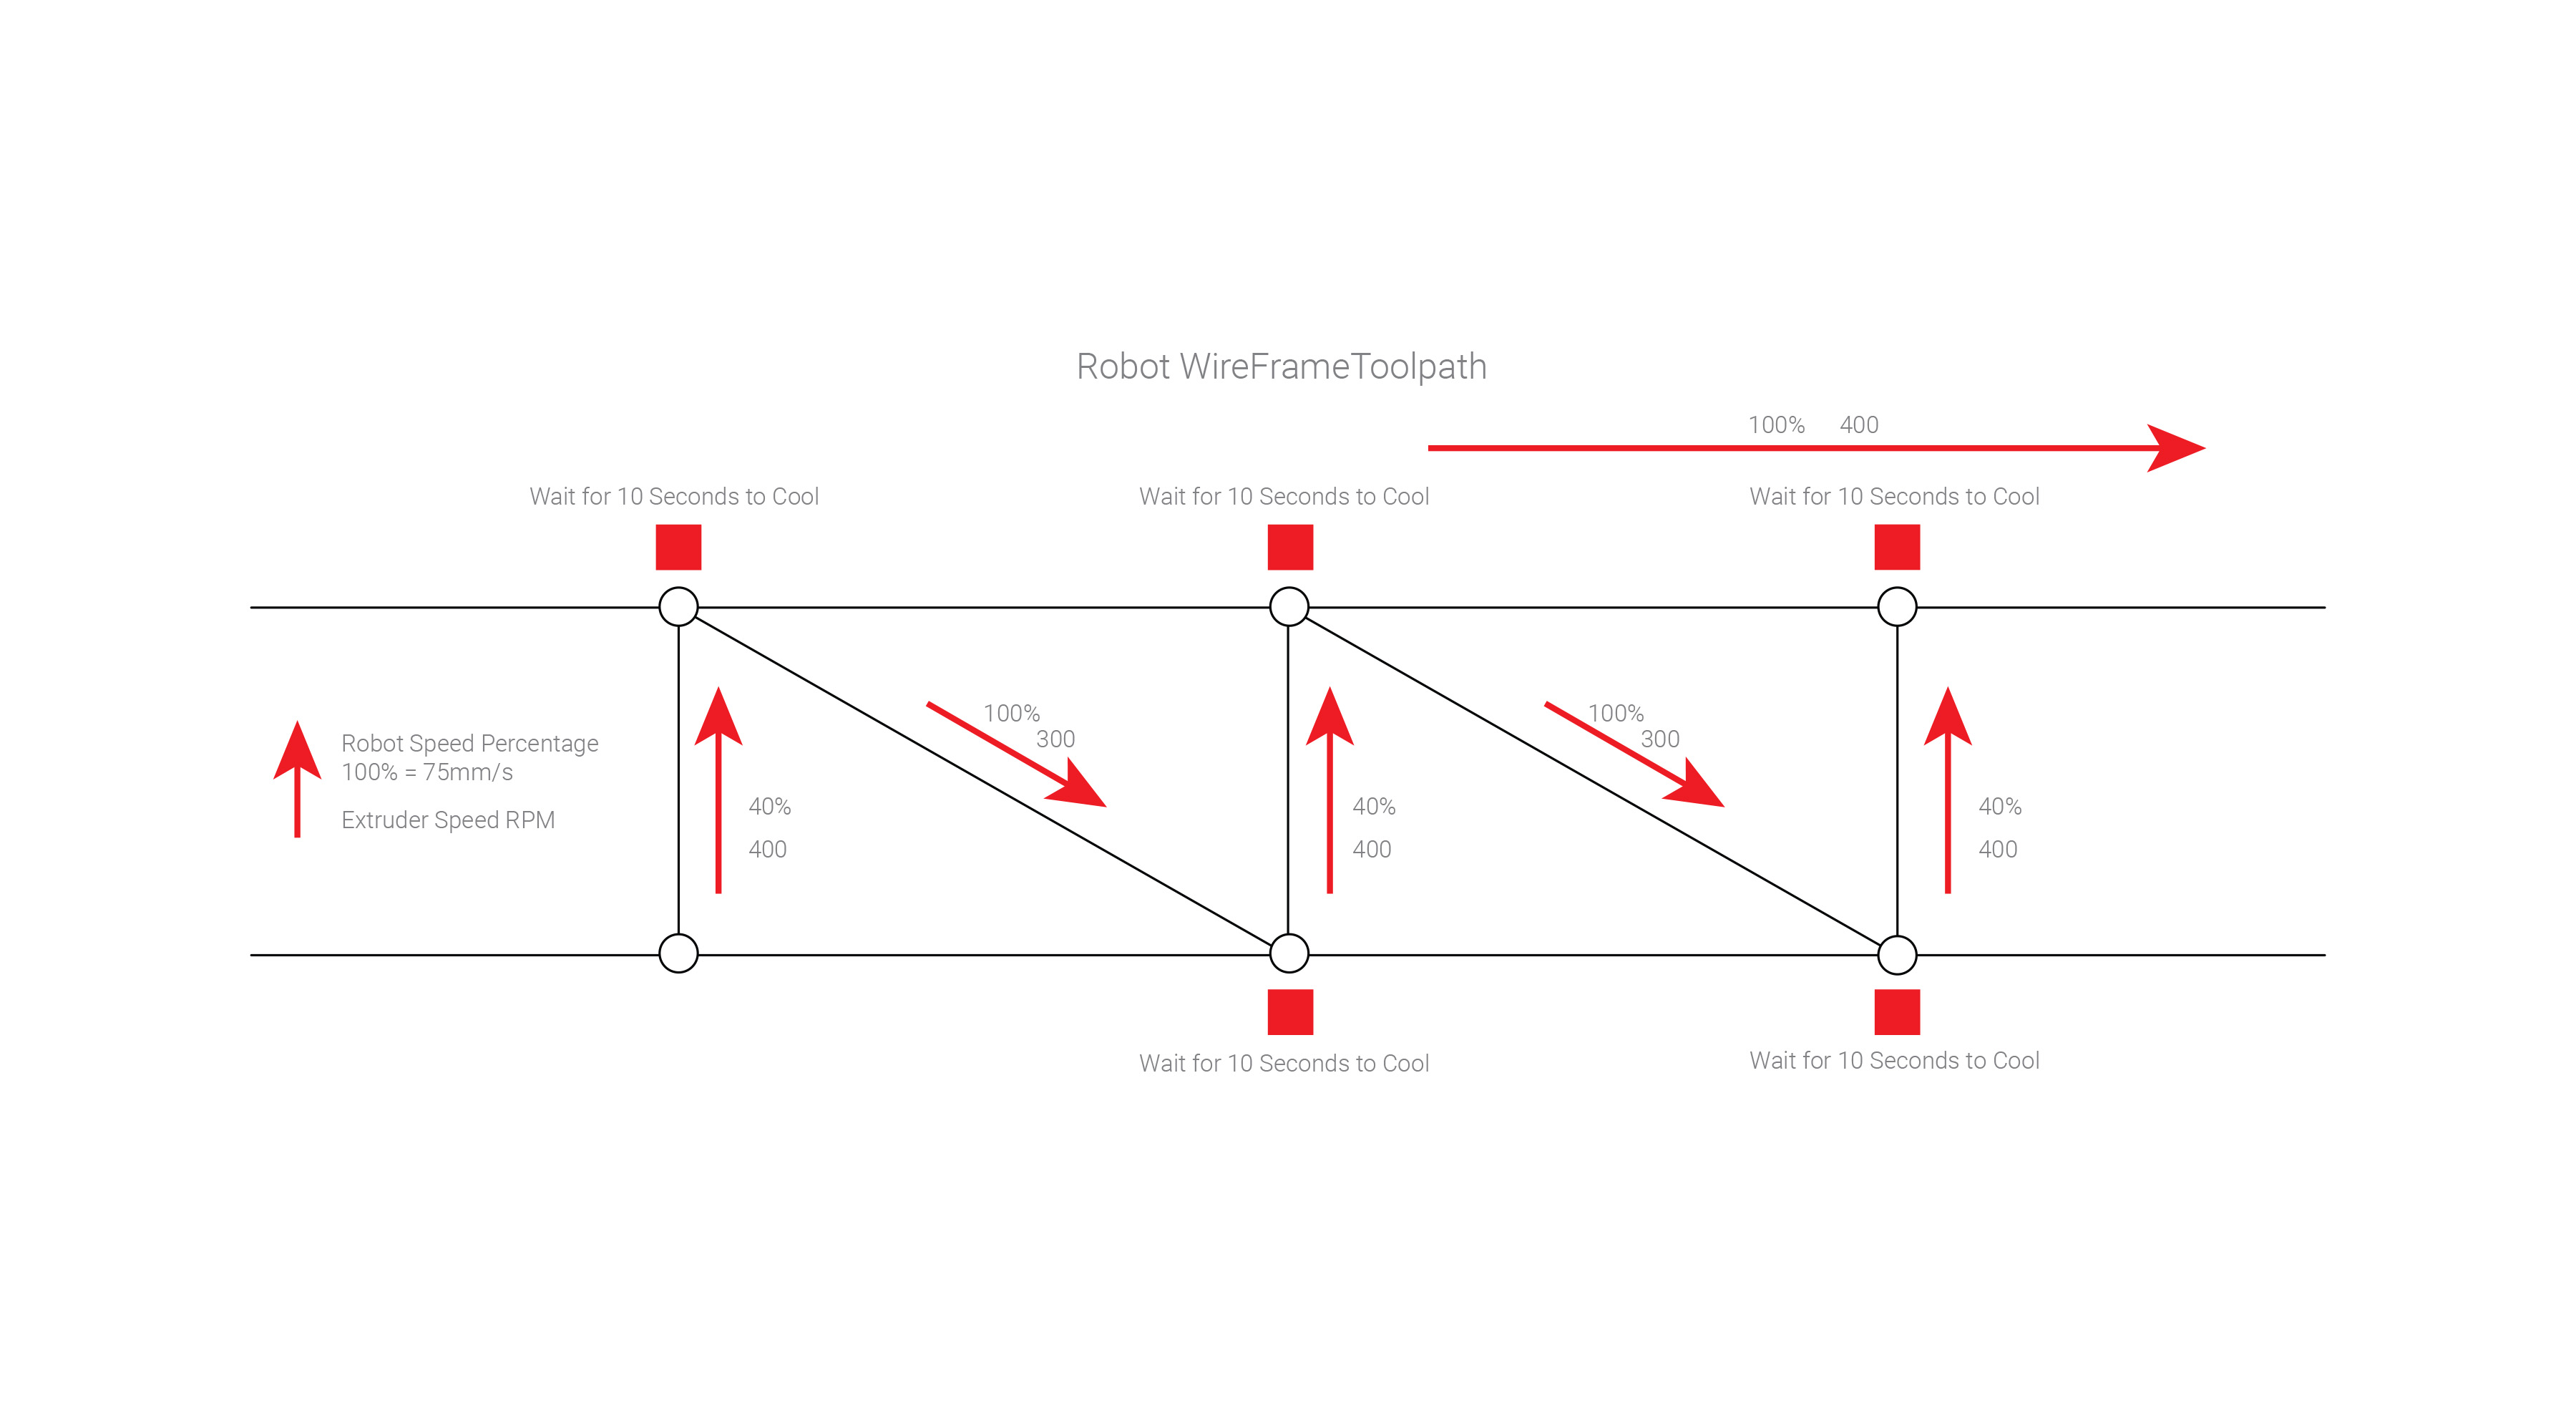 Robot WireFrameToolpath
100% 400
Wait for 10 Seconds to Cool
Wait for 10 Seconds to Cool
Wait for 10 Seconds to Cool
Robot Speed Percentage
100% = 75mm/s
Extruder Speed RPM
40%
400
100%
300
40%
400
100%
300
40%
400
Wait for 10 Seconds to Cool
Wait for 10 Seconds to Cool